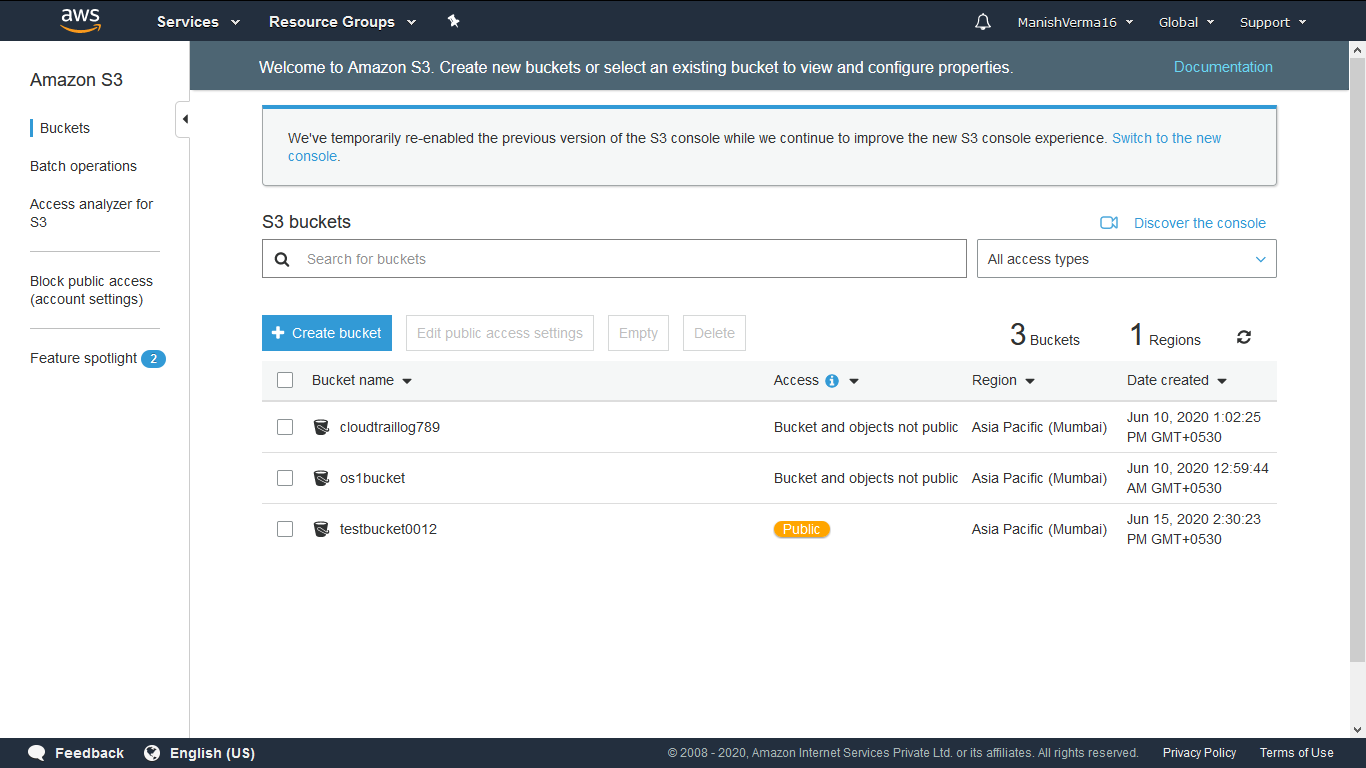 aws Services Resource Groups ManishVerma16 Global Support
Amazon S3
Buckets
Batch operations
Access analyzer for
S3
Block public access
(account settings)
Feature spotlight 2
Welcome to Amazon S3. Create new buckets or select an existing bucket to view and configure properties. Documentation
We've temporarily re-enabled the previous version of the S3 console while we continue to improve the new S3 console experience. Switch to the new
console.
S3 buckets Discover the console
Search for buckets All access types
Create bucket Edit public access settings Empty Delete 3 Buckets 1 Regions
Bucket name Access Region Date created
cloudtraillog789 Bucket and objects not public Asia Pacific (Mumbai) Jun 10, 2020 1:02:25
PM GMT+0530
os1bucket Bucket and objects not public Asia Pacific (Mumbai) Jun 10, 2020 12:59:44
AM GMT+0530
testbucket0012 Public Asia Pacific (Mumbai) Jun 15, 2020 2:30:23
PM GMT+0530
Feedback English (US) © 2008 - 2020, Amazon Internet Services Private Ltd. or its affiliates. All rights reserved. Privacy Policy Terms of Use